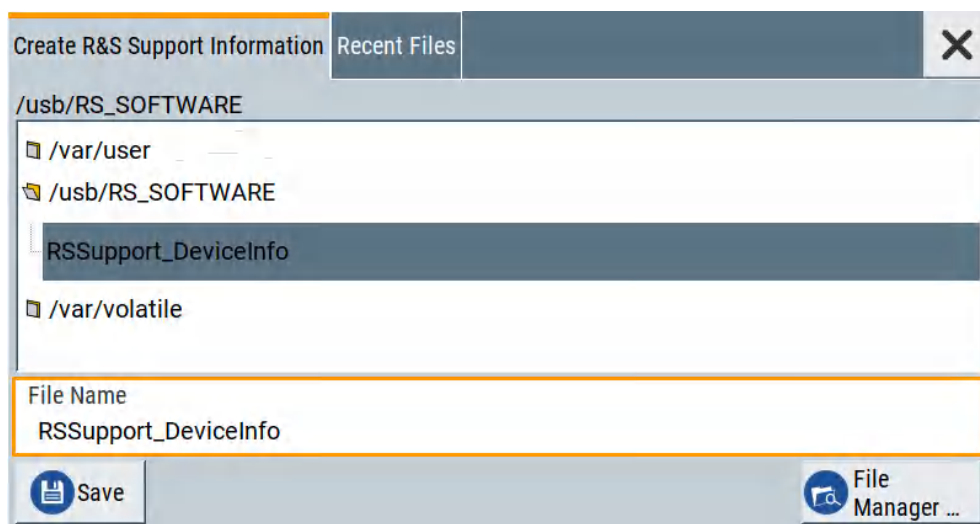 Create R&S Support Information Recent Files
/usb/RS_SOFTWARE
/var/user
/usb/RS_SOFTWARE
RSSupport_DeviceInfo
/var/volatile
File Name
RSSupport_DeviceInfo
Save
File
Manager ...